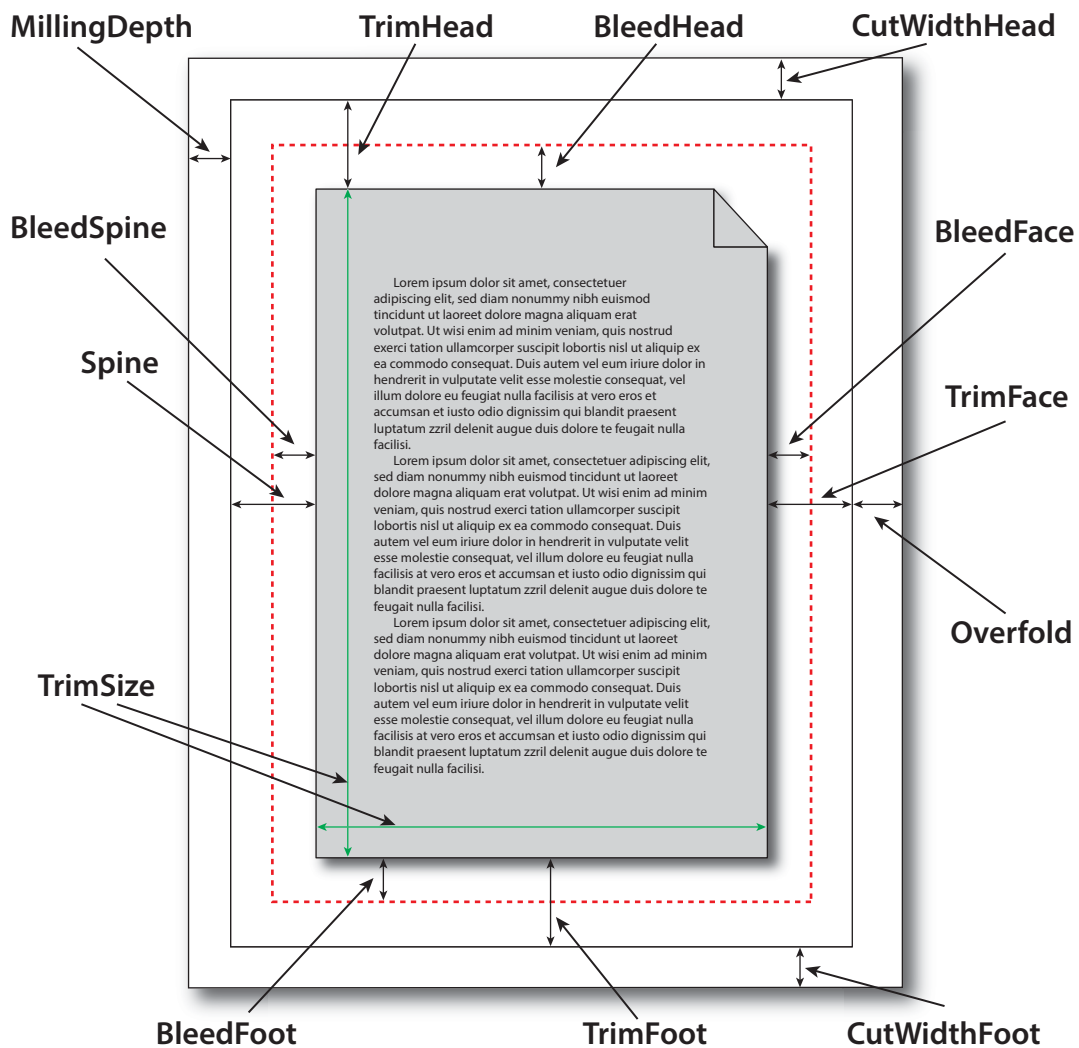 MillingDepth
TrimHead
BleedHead
CutWidthHead
BleedSpine
BleedFace
Spine
TrimFace
Overfold
TrimSize
Lorem ipsum dolor sit amet, consectetuer
adipiscing elit, sed diam nonummy nibh euismod
tincidunt ut laoreet dolore magna aliquam erat
volutpat. Ut wisi enim ad minim veniam, quis nostrud
exerci tation ullamcorper suscipit lobortis nisl ut aliquip ex
ea commodo consequat. Duis autem vel eum iriure dolor in
hendrerit in vulputate velit esse molestie consequat, vel
illum dolore eu feugiat nulla facilisis at vero eros et
accumsan et iusto odio dignissim qui blandit praesent
luptatum zzril delenit augue duis dolore te feugait nulla
facilisi.
Lorem ipsum dolor sit amet, consectetuer adipiscing elit,
sed diam nonummy nibh euismod tincidunt ut laoreet
dolore magna aliquam erat volutpat. Ut wisi enim ad minim
veniam, quis nostrud exerci tation ullamcorper suscipit
lobortis nisl ut aliquip ex ea commodo consequat. Duis
autem vel eum iriure dolor in hendrerit in vulputate velit
esse molestie consequat, vel illum dolore eu feugiat nulla
facilisis at vero eros et accumsan et iusto odio dignissim qui
blandit praesent luptatum zzril delenit augue duis dolore te
feugait nulla facilisi.
Lorem ipsum dolor sit amet, consectetuer adipiscing elit,
sed diam nonummy nibh euismod tincidunt ut laoreet
dolore magna aliquam erat volutpat. Ut wisi enim ad minim
veniam, quis nostrud exerci tation ullamcorper suscipit
lobortis nisl ut aliquip ex ea commodo consequat. Duis
autem vel eum iriure dolor in hendrerit in vulputate velit
esse molestie consequat, vel illum dolore eu feugiat nulla
facilisis at vero eros et accumsan et iusto odio dignissim qui
blandit praesent luptatum zzril delenit augue duis dolore te
feugait nulla facilisi.
BleedFoot
TrimFoot
CutWidthFoot